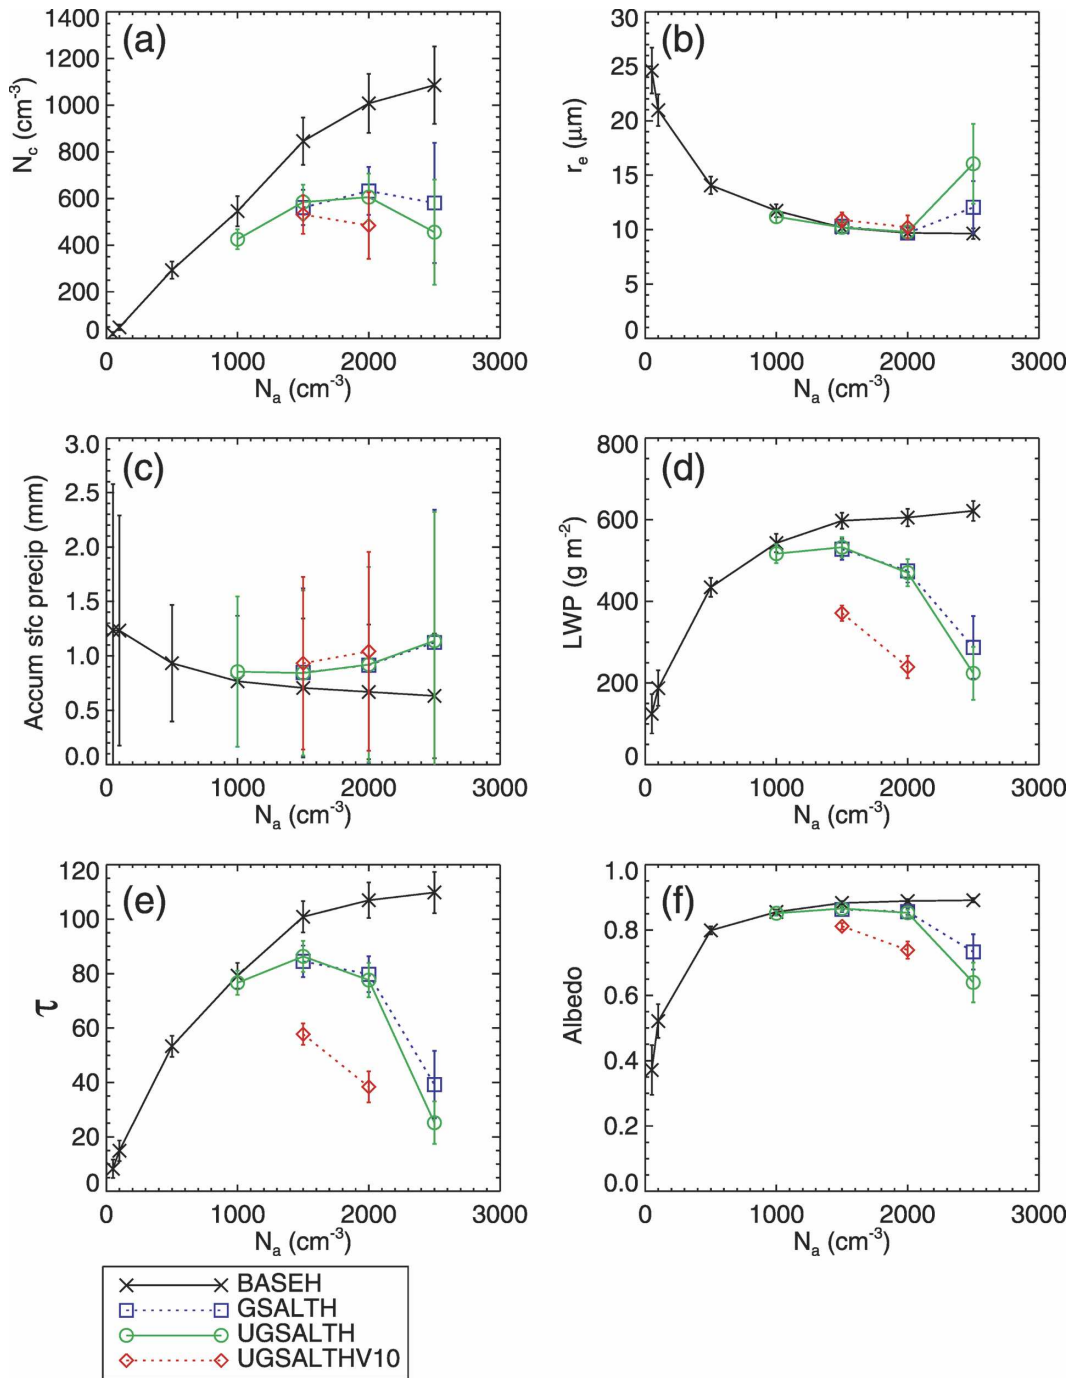 (a)
1400
1200
1000
800
600
400
200
0
N_c (cm⁻³)
0 1000 2000 3000
N_a (cm⁻³)
(b)
30
25
20
15
10
5
0
r_e (μm)
0 1000 2000 3000
N_a (cm⁻³)
(c)
3.0
2.5
2.0
1.5
1.0
0.5
0.0
Accum sfc precip (mm)
0 1000 2000 3000
N_a (cm⁻³)
(d)
800
600
400
200
0
LWP (g m⁻²)
0 1000 2000 3000
N_a (cm⁻³)
(e)
120
100
80
60
40
20
0
τ
0 1000 2000 3000
N_a (cm⁻³)
(f)
1.0
0.8
0.6
0.4
0.2
0.0
Albedo
0 1000 2000 3000
N_a (cm⁻³)
BASEH
GSALTH
UGSALTH
UGSALTHV10